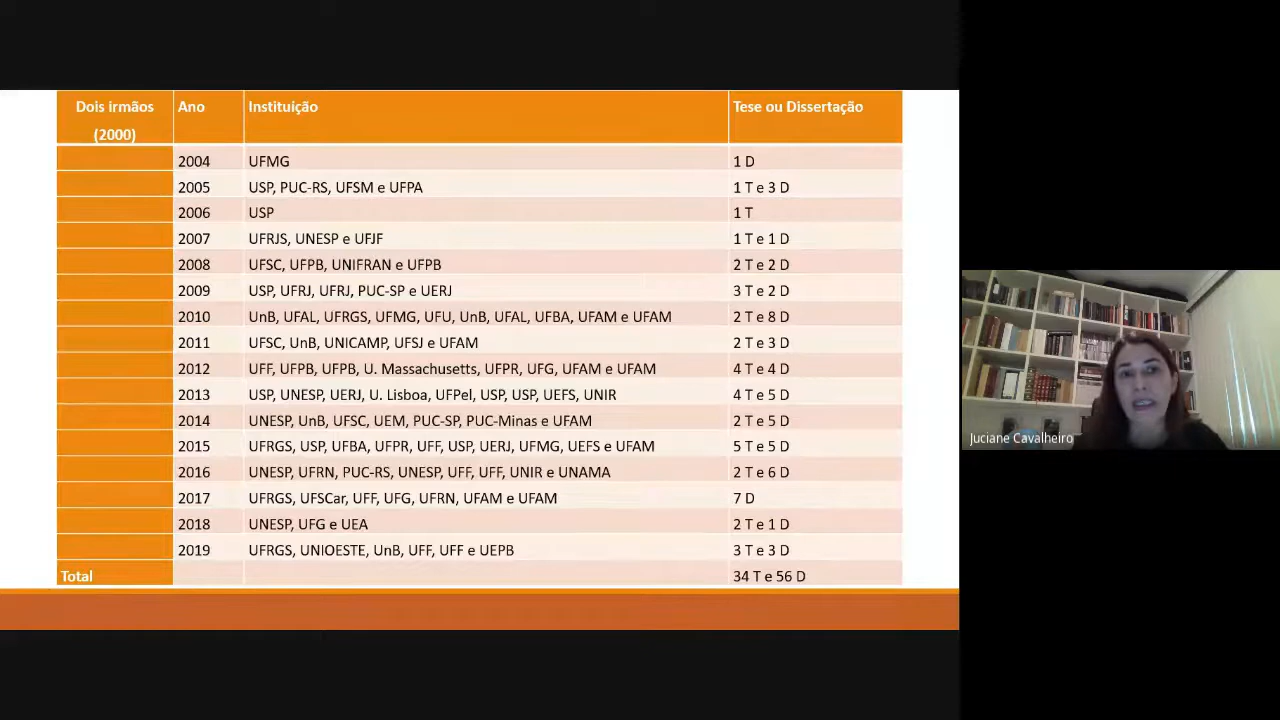 Dois irmãos Ano Instituição Tese ou Dissertação
(2000)
2004 UFMG 1 D
2005 USP, PUC-RS, UFSM e UFPA 1 T e 3 D
2006 USP 1 T
2007 UFRJS, UNESP e UFJF 1 T e 1 D
2008 UFSC, UFPB, UNIFRAN e UFPB 2 T e 2 D
2009 USP, UFRJ, UFRJ, PUC-SP e UERJ 3 T e 2 D
2010 UnB, UFAL, UFRGS, UFMG, UFU, UnB, UFAL, UFBA, UFAM e UFAM 2 T e 8 D
2011 UFSC, UnB, UNICAMP, UFSJ e UFAM 2 T e 3 D
2012 UFF, UFPB, UFPB, U. Massachusetts, UFPR, UFG, UFAM e UFAM 4 T e 4 D
2013 USP, UNESP, UERJ, U. Lisboa, UFPel, USP, USP, UEFS, UNIR 4 T e 5 D
2014 UNESP, UnB, UFSC, UEM, PUC-SP, PUC-Minas e UFAM 2 T e 5 D
2015 UFRGS, USP, UFBA, UFPR, UFF, USP, UERJ, UFMG, UEFS e UFAM 5 T e 5 D
2016 UNESP, UFRN, PUC-RS, UNESP, UFF, UFF, UNIR e UNAMA 2 T e 6 D
2017 UFRGS, UFSCar, UFF, UFG, UFRN, UFAM e UFAM 7 D
2018 UNESP, UFG e UEA 2 T e 1 D
2019 UFRGS, UNIOESTE, UnB, UFF, UFF e UEPB 3 T e 3 D
Total 34 T e 56 D
Juciane Cavalheiro